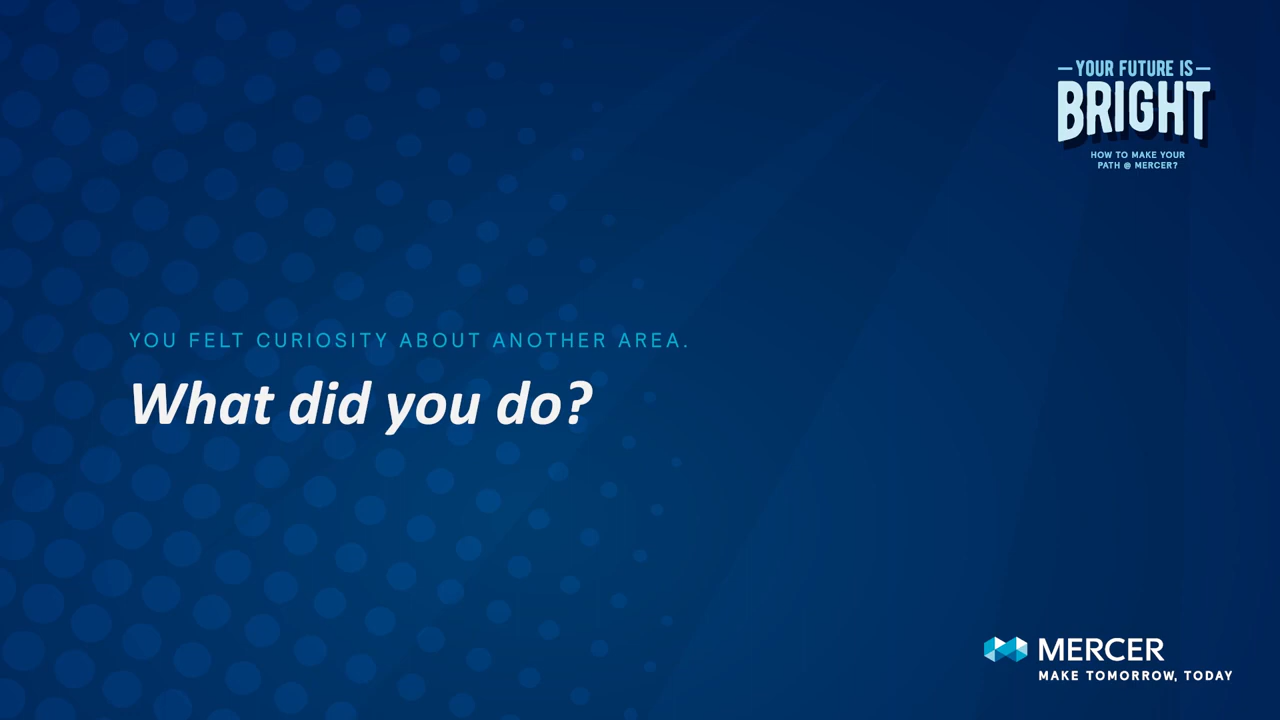 —YOUR FUTURE IS—
BRIGHT
HOW TO MAKE YOUR
PATH @ MERCER?
YOU FELT CURIOSITY ABOUT ANOTHER AREA.
What did you do?
MERCER
MAKE TOMORROW, TODAY